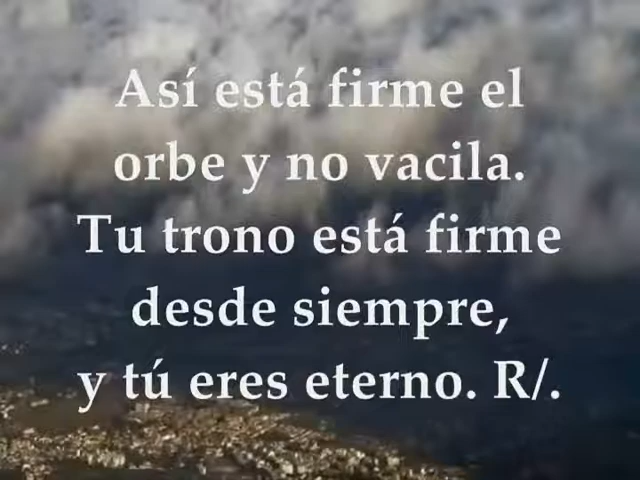 Así está firme el
orbe y no vacila.
Tu trono está firme
desde siempre,
y tú eres eterno. R/.